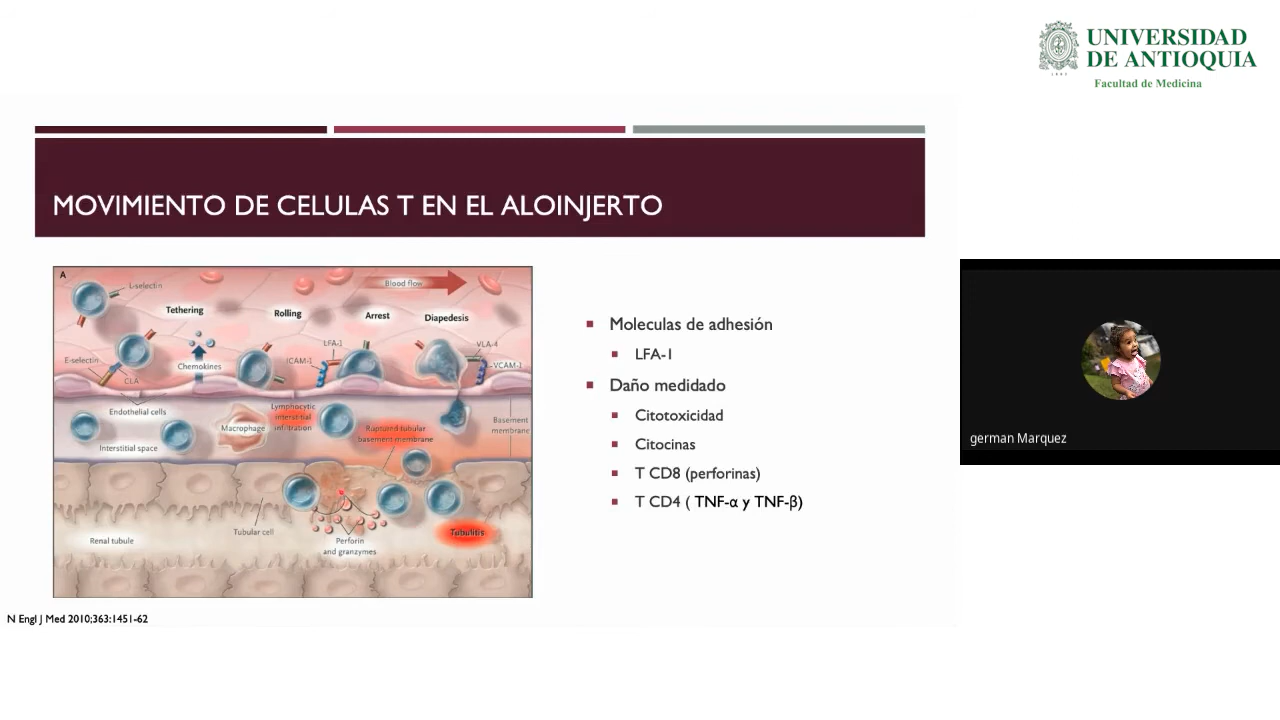 UNIVERSIDAD
DE ANTIOQUIA
1803
Facultad de Medicina
MOVIMIENTO DE CELULAS T EN EL ALOINJERTO
A
L-selectin
Blood flow
Tethering
Rolling
Arrest
Diapedesis
LFA-1
VLA-4
E-selectin
Chemokines
ICAM-1
VCAM-1
CLA
Endothelial cells
Lymphocytic
interstitial
infiltration
Macrophage
Ruptured tubular
basement membrane
Basement
membrane
Interstitial space
Tubular cell
Renal tubule
Perforin
and granzymes
Tubulitis
Moleculas de adhesión
LFA-1
Daño medidado
Citotoxicidad
Citocinas
T CD8 (perforinas)
T CD4 ( TNF-α y TNF-β)
N Engl J Med 2010;363:1451-62
german Marquez